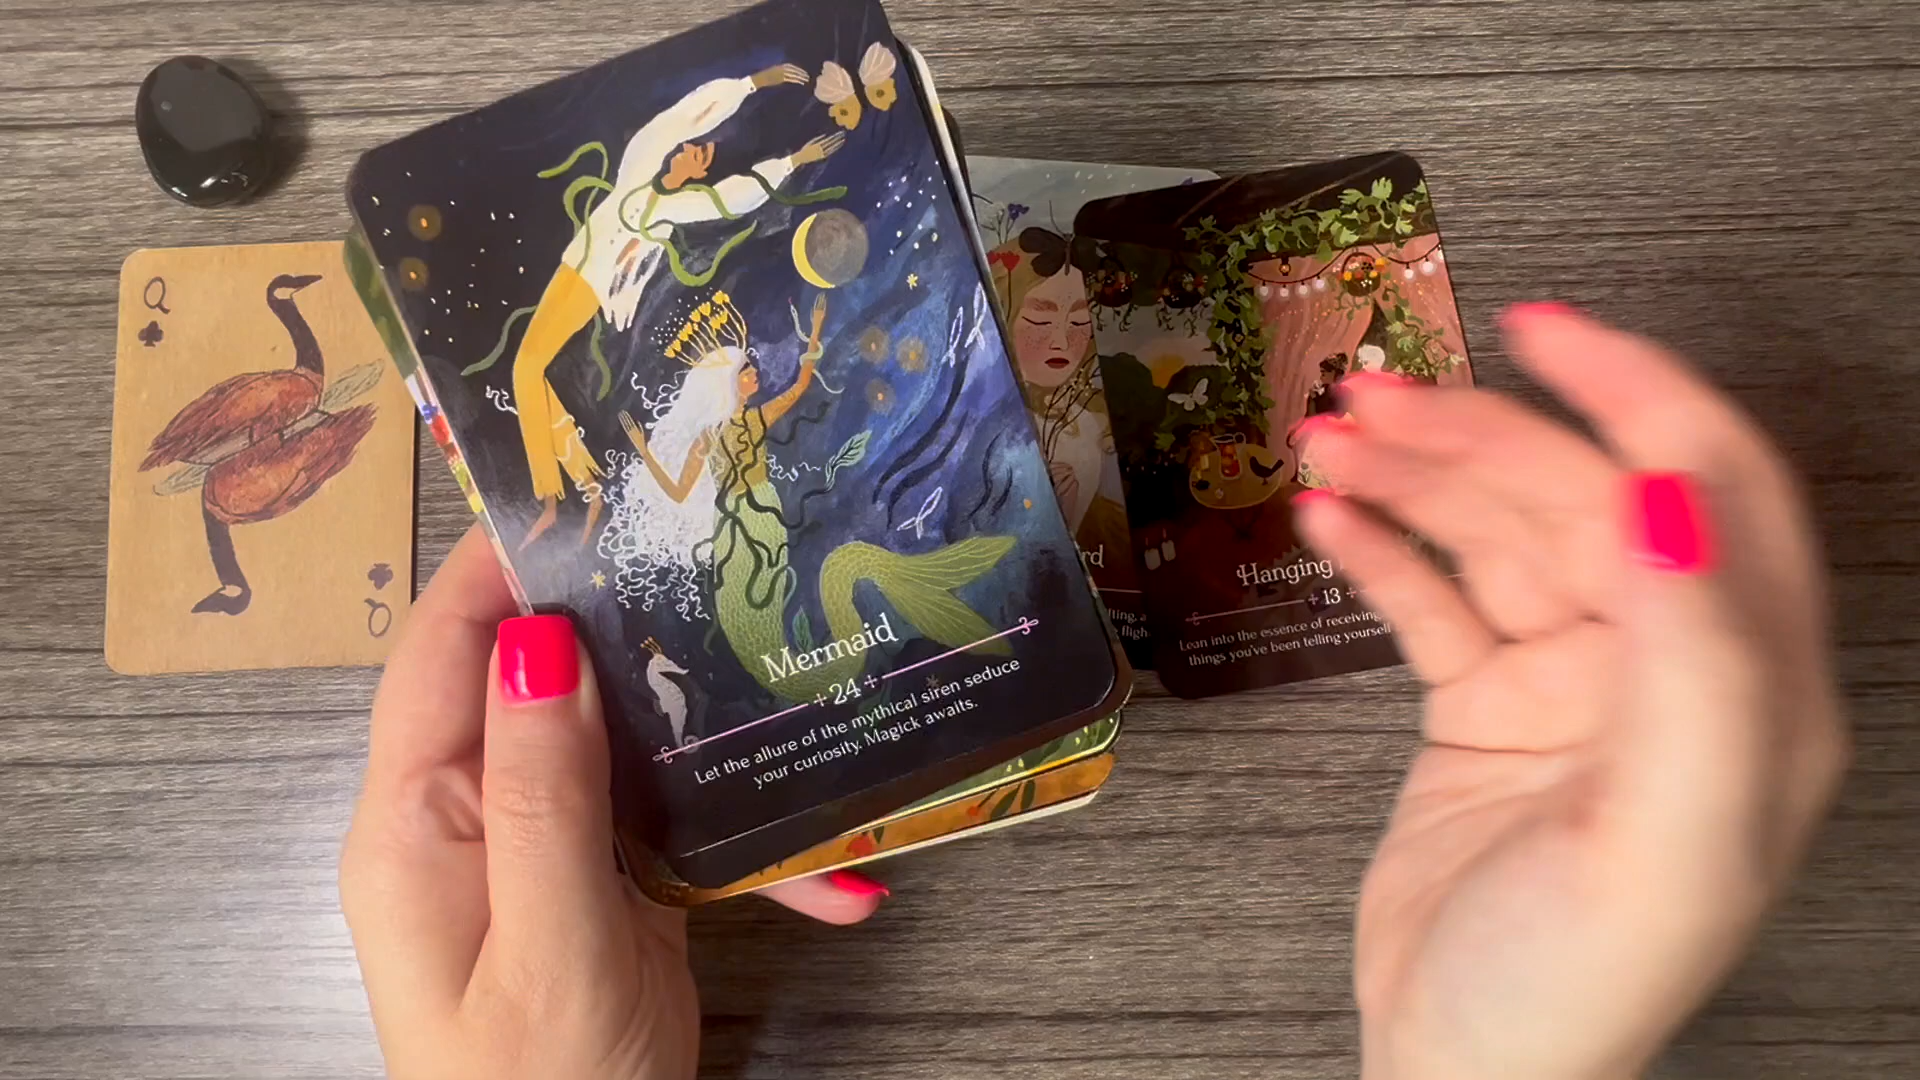 Q
Q
Mermaid
24
Let the allure of the mythical siren seduce
your curiosity. Magick awaits.
rd
Hanging
13
Lean into the essence of receiving
things you've been telling yourself